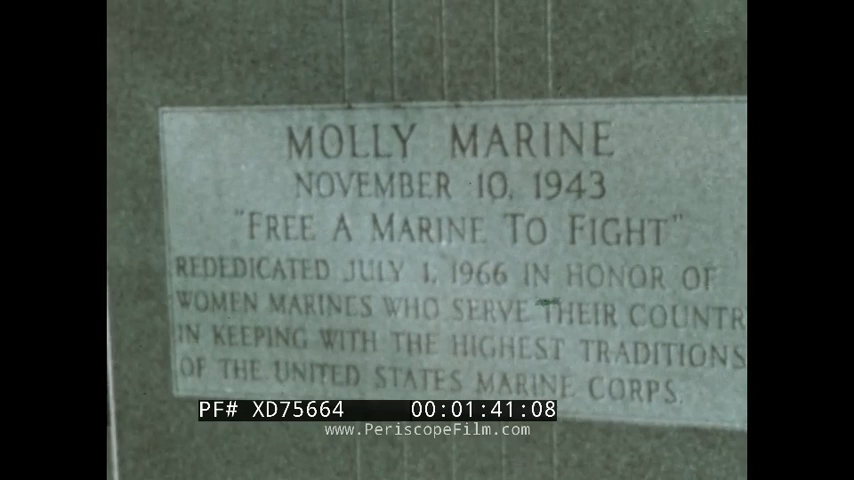 MOLLY MARINE
NOVEMBER 10, 1943
"FREE A MARINE TO FIGHT"
REDEDICATED JULY 1, 1966 IN HONOR OF
WOMEN MARINES WHO SERVE THEIR COUNTR
IN KEEPING WITH THE HIGHEST TRADITIONS
OF THE UNITED STATES MARINE CORPS.
PF# XD75664 00:01:41:08
www.PeriscopeFilm.com